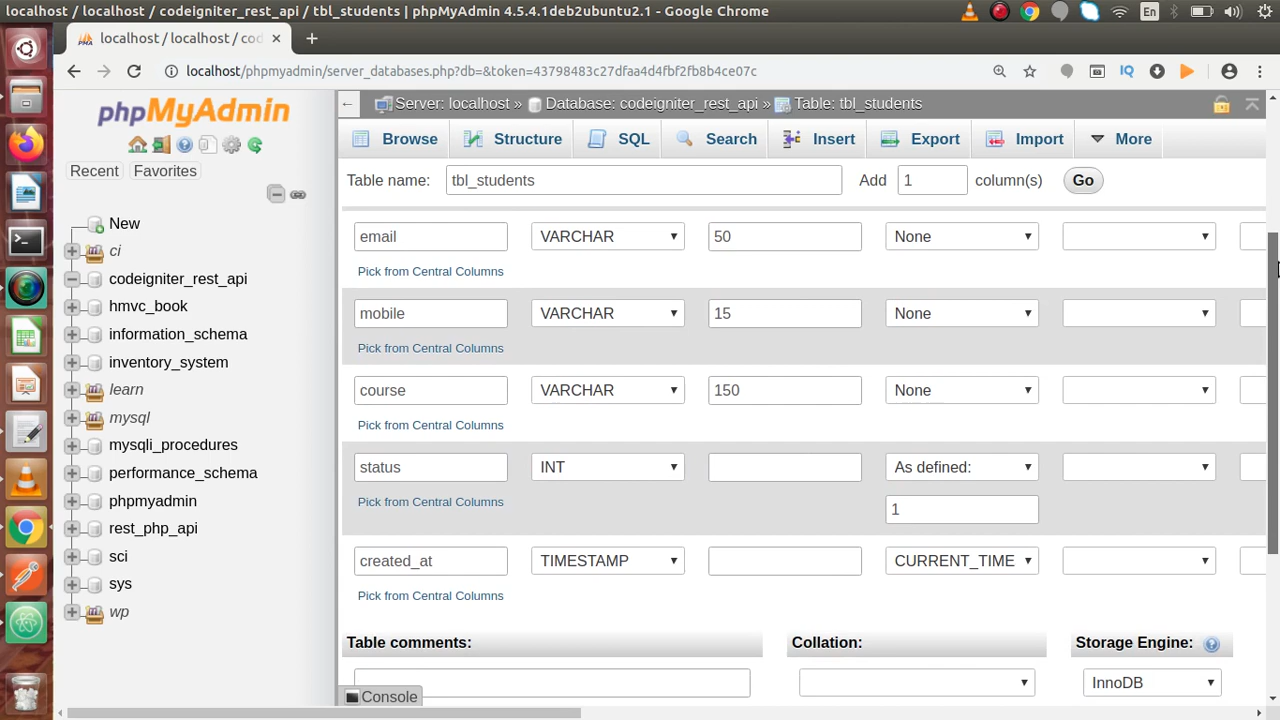 localhost / localhost / codeigniter_rest_api / tbl_students | phpMyAdmin 4.5.4.1deb2ubuntu2.1 - Google Chrome
En
localhost / localhost / cod
localhost/phpmyadmin/server_databases.php?db=&token=43798483c27dfaa4d4fbf2fb8b4ce07c
IQ
phpMyAdmin
Recent
Favorites
New
ci
codeigniter_rest_api
hmvc_book
information_schema
inventory_system
learn
mysql
mysqli_procedures
performance_schema
phpmyadmin
rest_php_api
sci
sys
wp
Server: localhost » Database: codeigniter_rest_api » Table: tbl_students
Browse Structure SQL Search Insert Export Import More
Table name: tbl_students Add 1 column(s) Go
email VARCHAR 50 None
Pick from Central Columns
mobile VARCHAR 15 None
Pick from Central Columns
course VARCHAR 150 None
Pick from Central Columns
status INT As defined:
Pick from Central Columns 1
created_at TIMESTAMP CURRENT_TIME
Pick from Central Columns
Table comments: Collation: Storage Engine:
InnoDB
Console